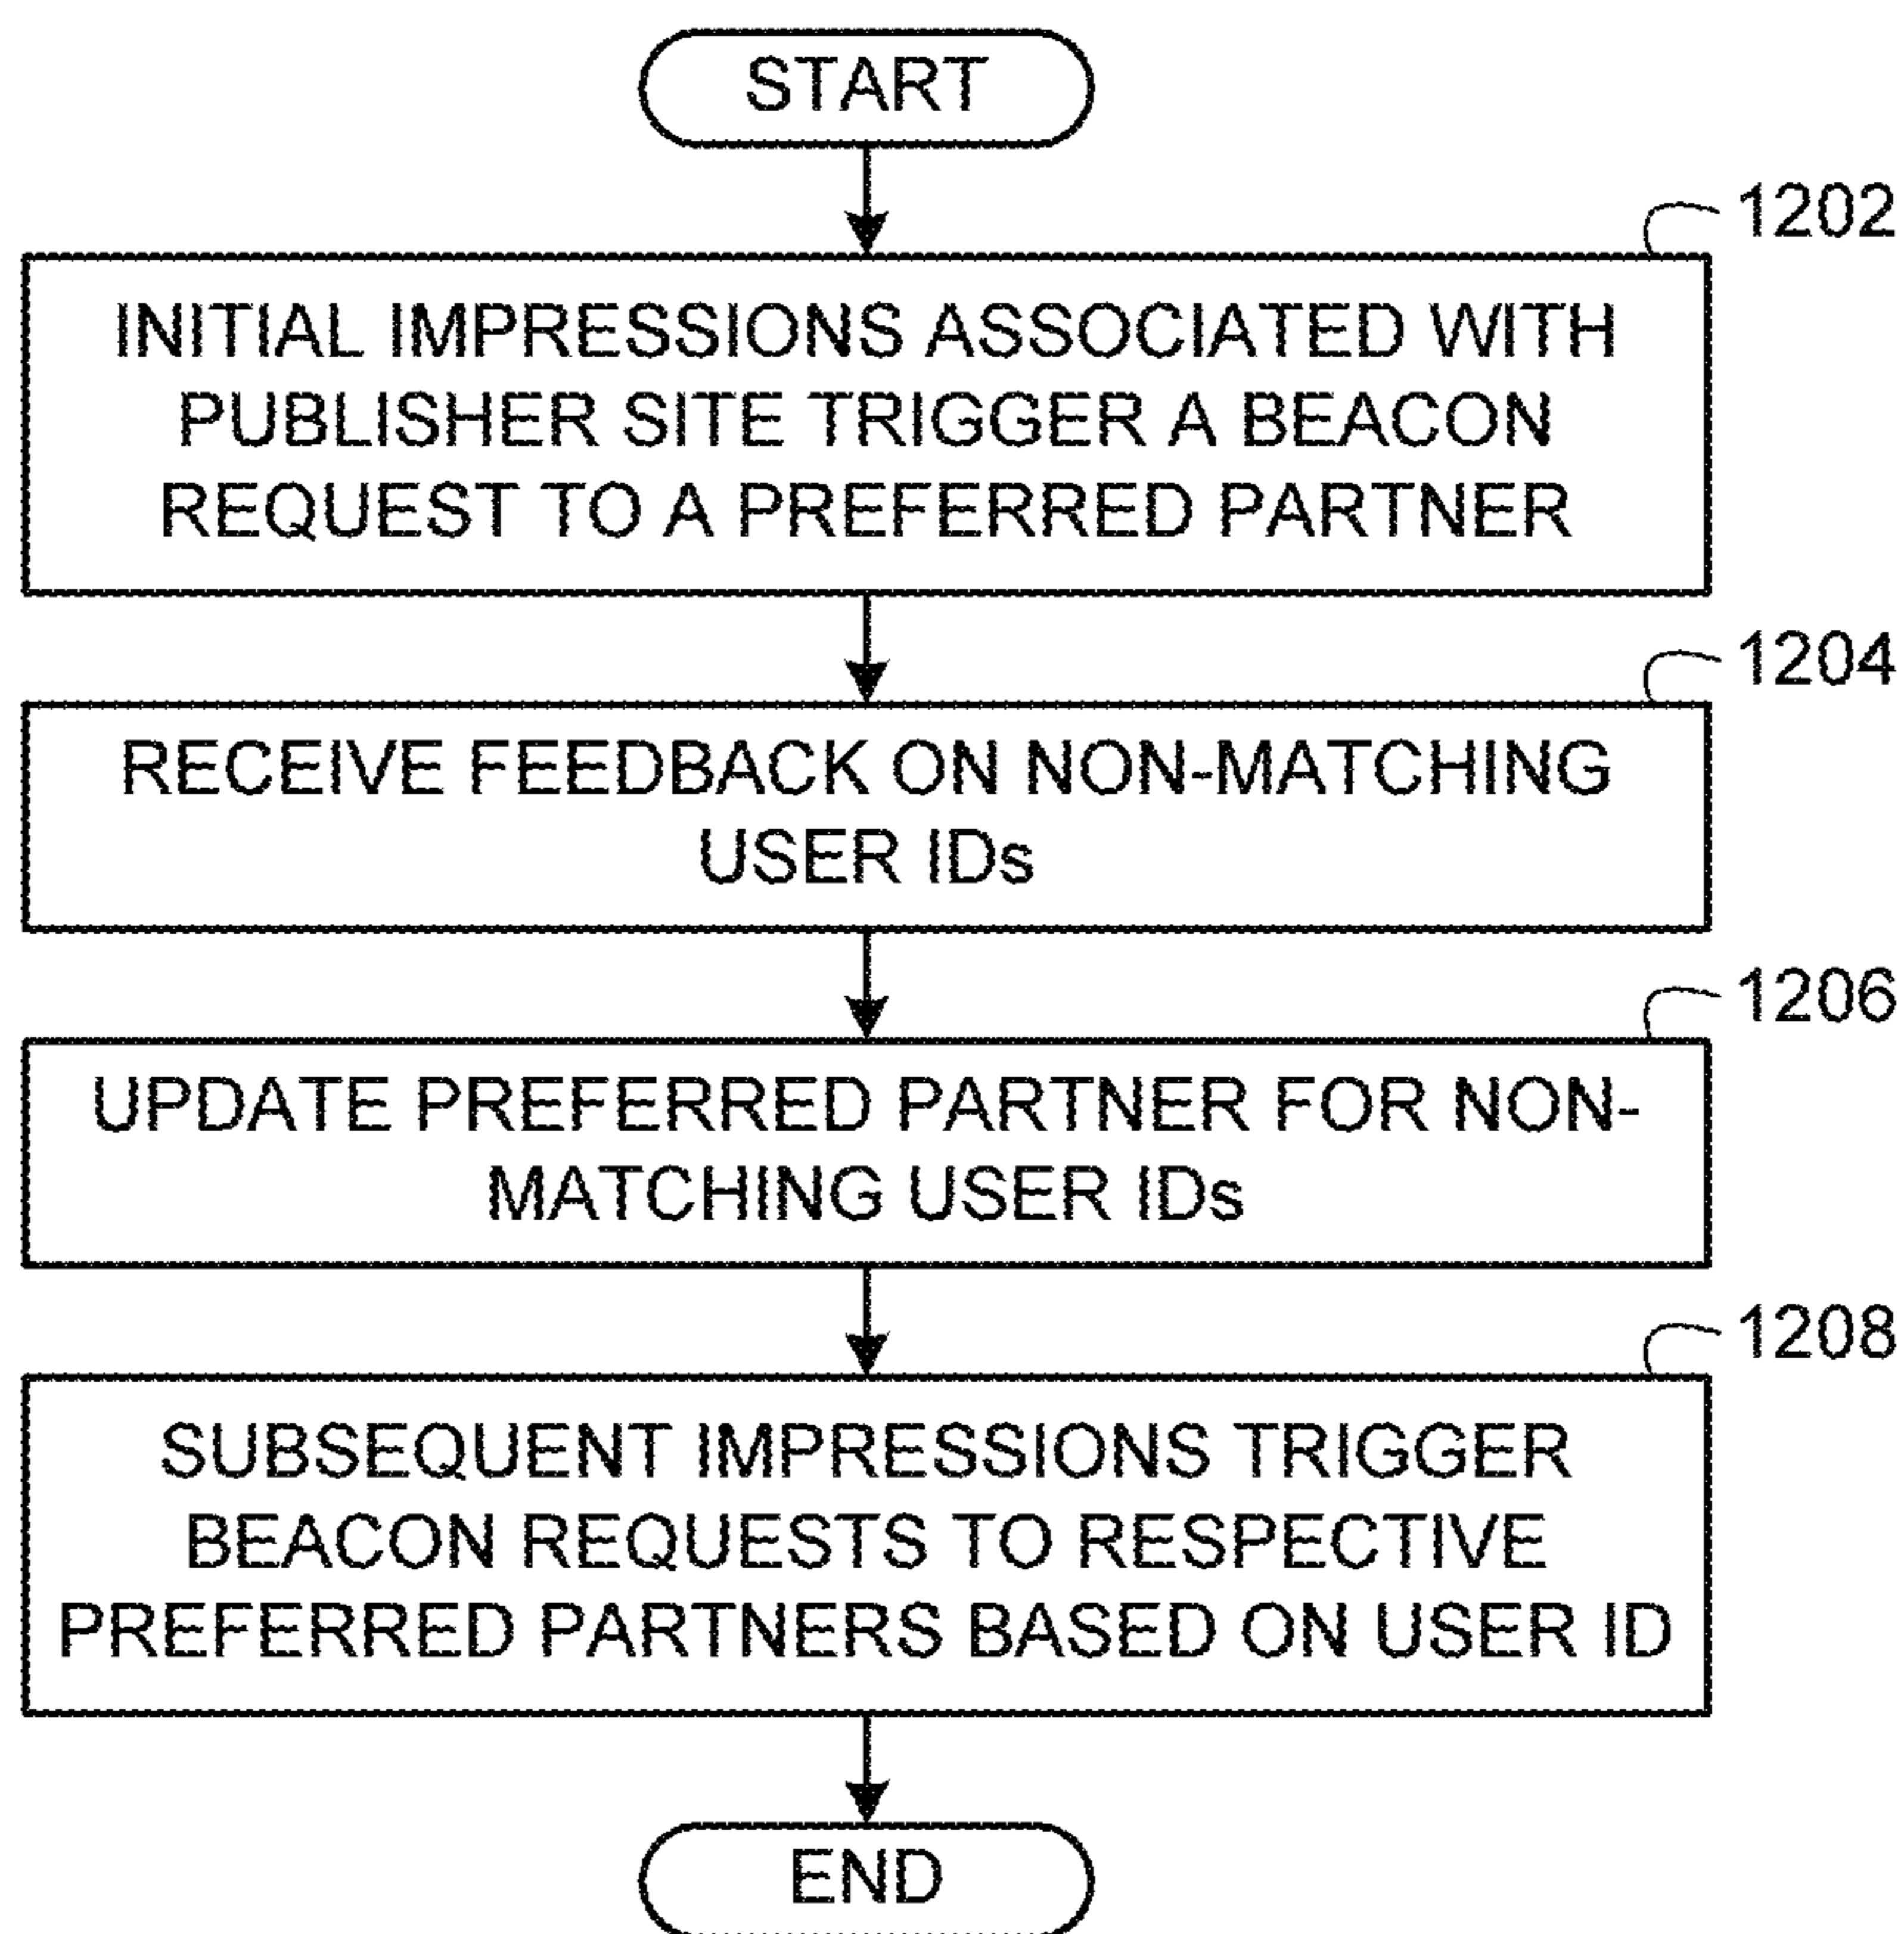 START
1202
INITIAL IMPRESSIONS ASSOCIATED WITH
PUBLISHER SITE TRIGGER A BEACON
REQUEST TO A PREFERRED PARTNER
1204
RECEIVE FEEDBACK ON NON-MATCHING
USER IDs
1206
UPDATE PREFERRED PARTNER FOR NON-
MATCHING USER IDs
1208
SUBSEQUENT IMPRESSIONS TRIGGER
BEACON REQUESTS TO RESPECTIVE
PREFERRED PARTNERS BASED ON USER ID
END